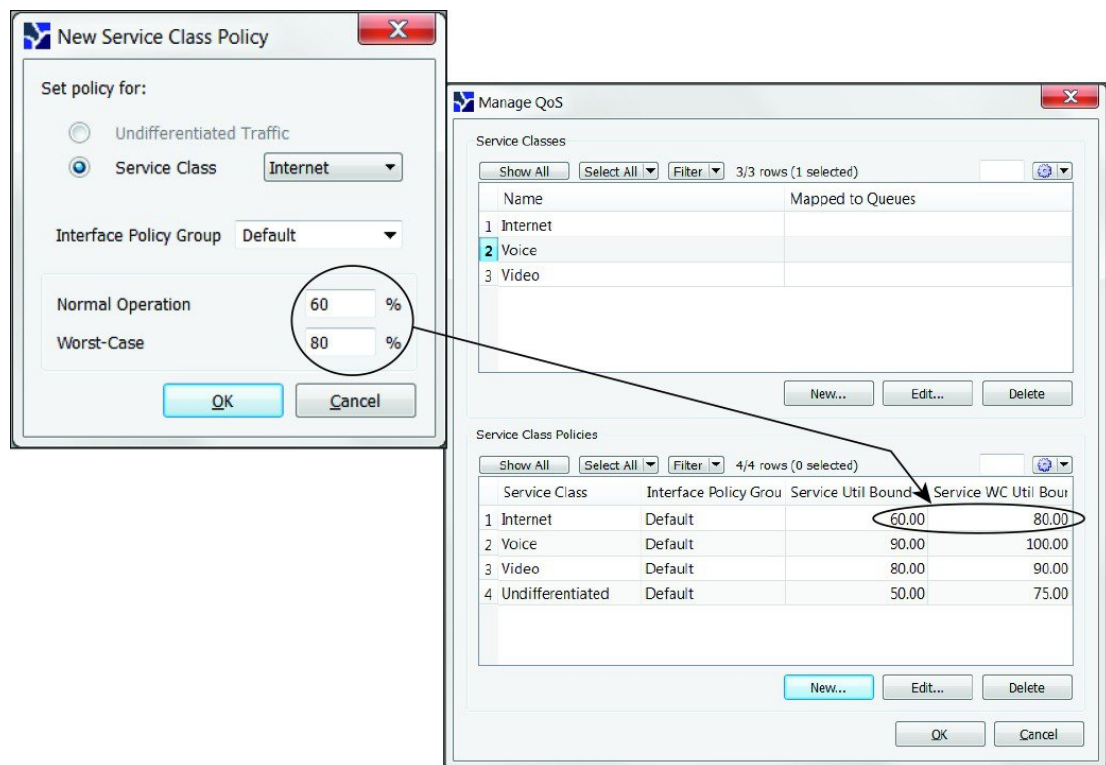 New Service Class Policy
Set policy for:
Undifferentiated Traffic
Service Class Internet
Interface Policy Group Default
Normal Operation 60 %
Worst-Case 80 %
OK Cancel
Manage QoS
Service Classes
Show All Select All Filter 3/3 rows (1 selected)
Name Mapped to Queues
1 Internet
2 Voice
3 Video
New... Edit... Delete
Service Class Policies
Show All Select All Filter 4/4 rows (0 selected)
Service Class Interface Policy Grou Service Util Bound Service WC Util Bour
1 Internet Default 60.00 80.00
2 Voice Default 90.00 100.00
3 Video Default 80.00 90.00
4 Undifferentiated Default 50.00 75.00
New... Edit... Delete
OK Cancel